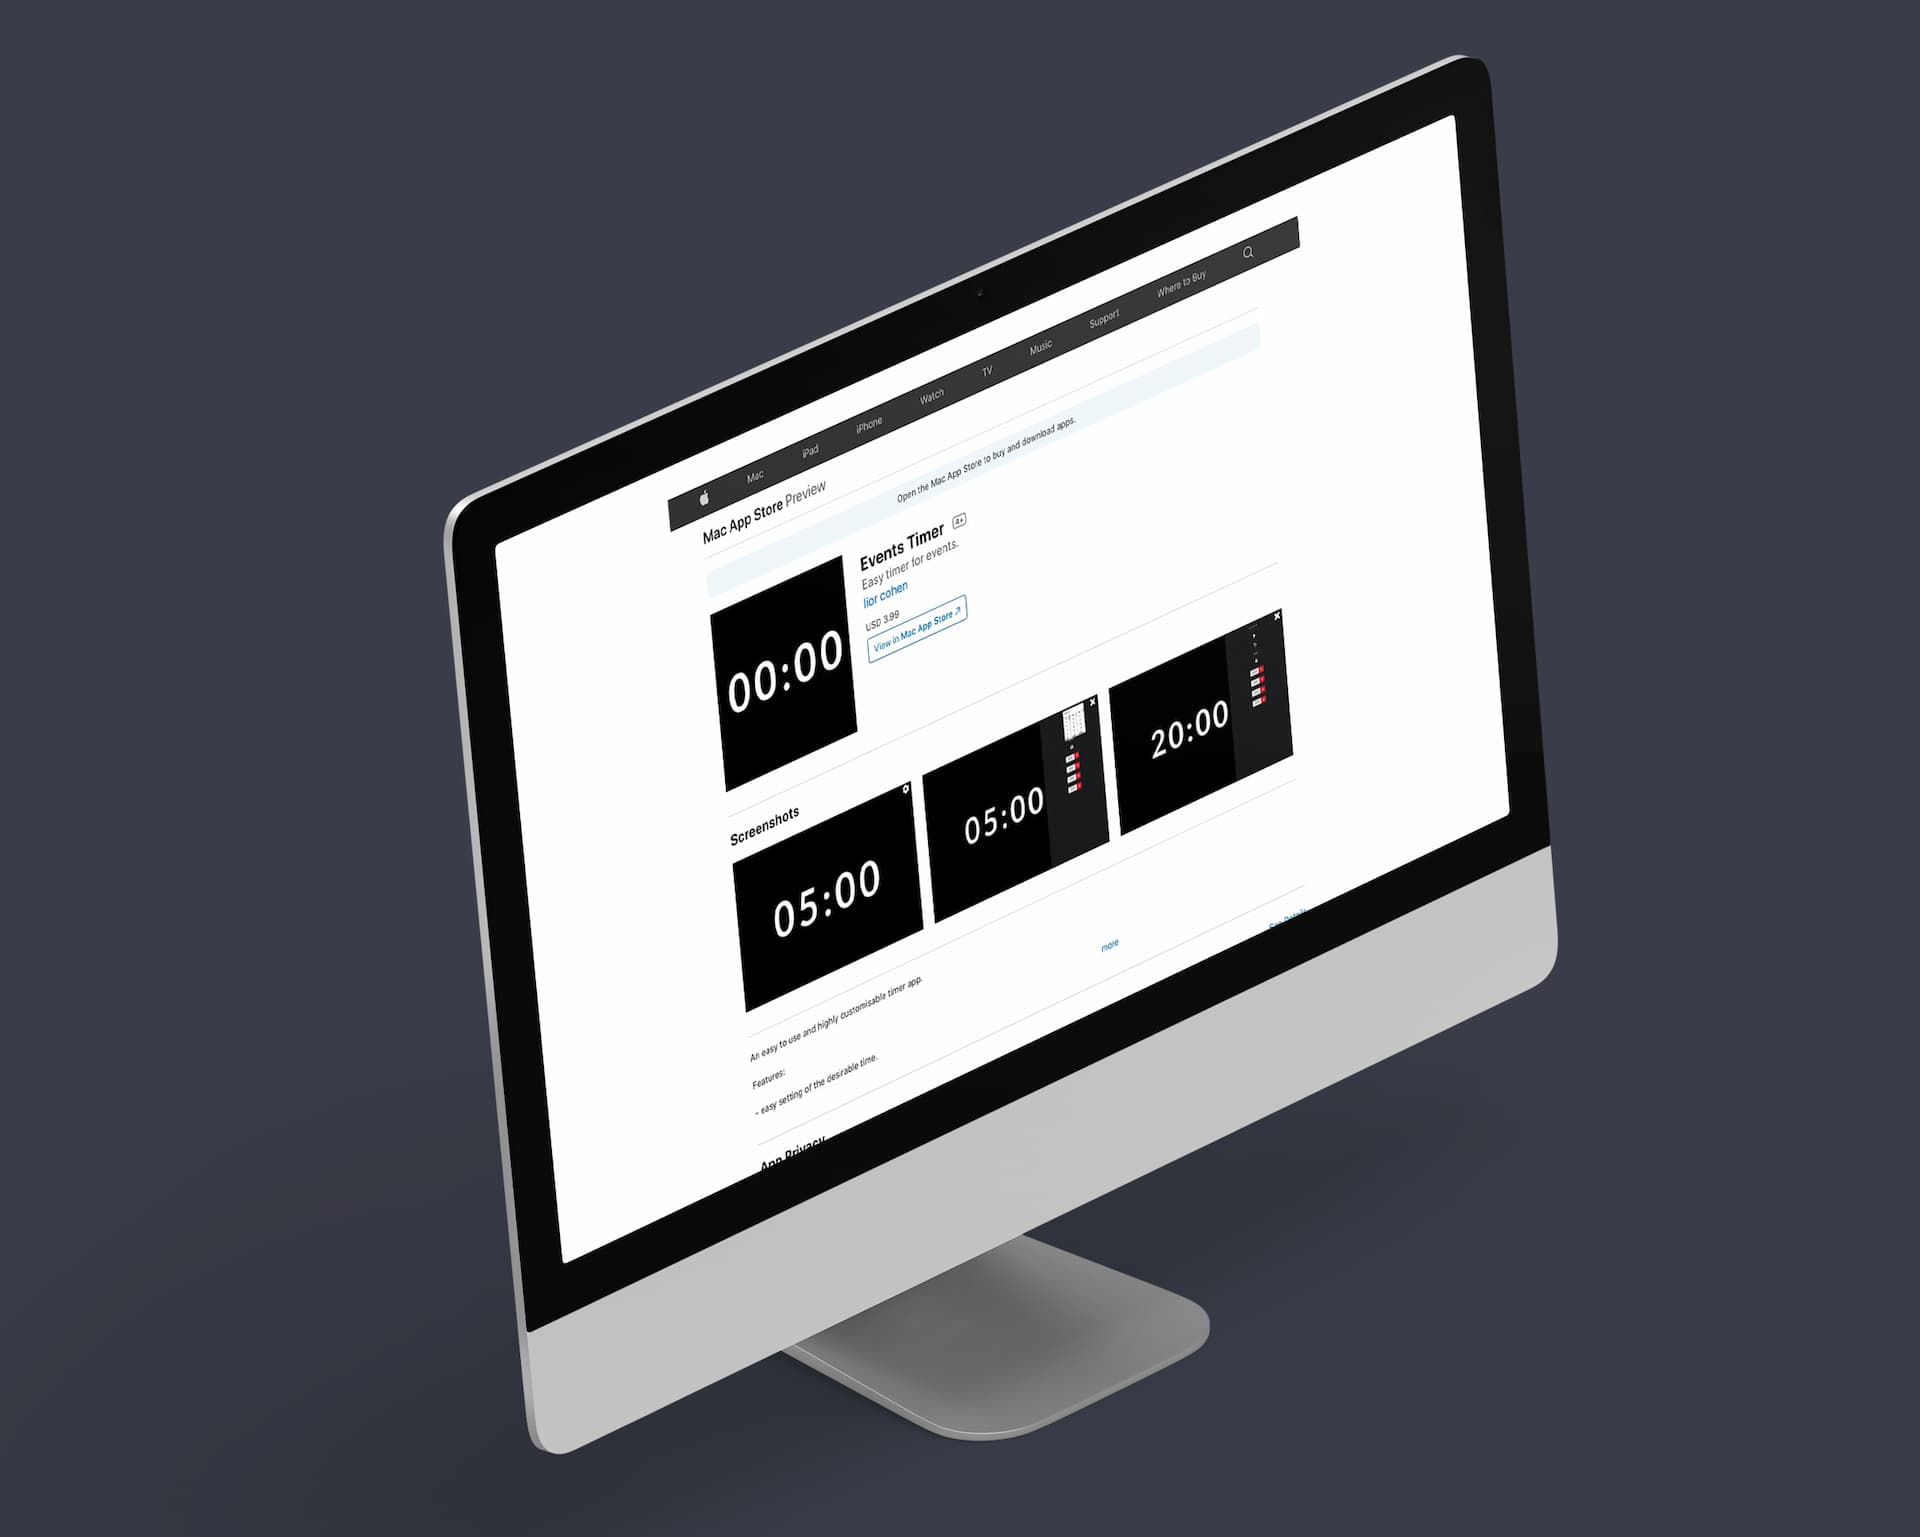 Mac iPad iPhone Watch TV Music Support Where to Buy
Mac App Store Preview
Open the Mac App Store to buy and download apps.
00:00
Events Timer 4+
Easy timer for events.
lior cohen
USD 3.99
View in Mac App Store ↗
Screenshots
05:00
05:00
20:00
An easy to use and highly customisable timer app.
Features:
- easy setting of the desirable time.
more
See Details
App Privacy